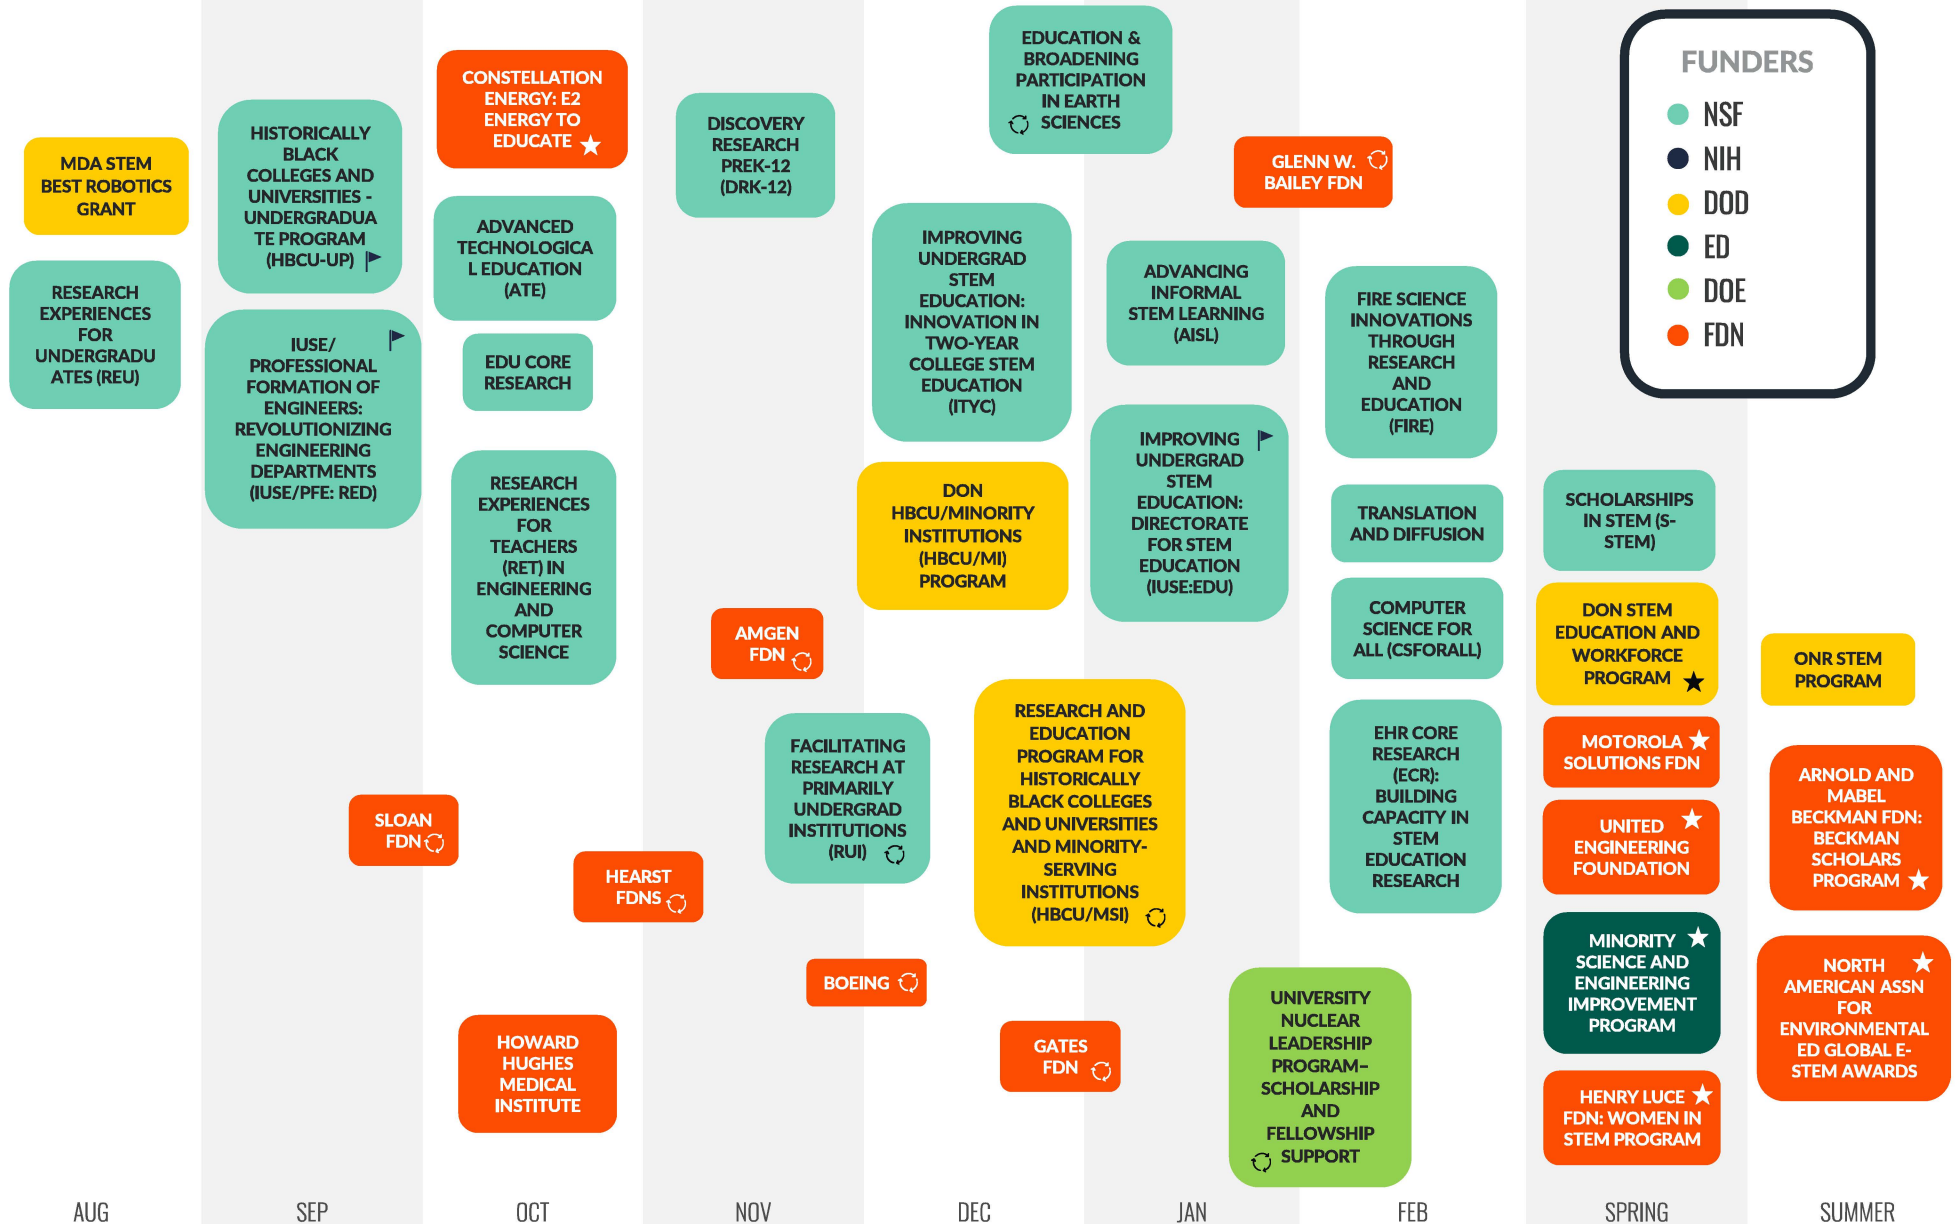 MDA STEM
BEST ROBOTICS
GRANT
RESEARCH
EXPERIENCES
FOR
UNDERGRADU
ATES (REU)
HISTORICALLY
BLACK
COLLEGES AND
UNIVERSITIES -
UNDERGRADUA
TE PROGRAM
(HBCU-UP)
IUSE/
PROFESSIONAL
FORMATION OF
ENGINEERS:
REVOLUTIONIZING
ENGINEERING
DEPARTMENTS
(IUSE/PFE: RED)
SLOAN
FDN
CONSTELLATION
ENERGY: E2
ENERGY TO
EDUCATE
ADVANCED
TECHNOLOGICA
L EDUCATION
(ATE)
EDU CORE
RESEARCH
RESEARCH
EXPERIENCES
FOR
TEACHERS
(RET) IN
ENGINEERING
AND
COMPUTER
SCIENCE
HEARST
FDNS
HOWARD
HUGHES
MEDICAL
INSTITUTE
DISCOVERY
RESEARCH
PREK-12
(DRK-12)
AMGEN
FDN
FACILITATING
RESEARCH AT
PRIMARILY
UNDERGRAD
INSTITUTIONS
(RUI)
BOEING
EDUCATION &
BROADENING
PARTICIPATION
IN EARTH
SCIENCES
IMPROVING
UNDERGRAD
STEM
EDUCATION:
INNOVATION IN
TWO-YEAR
COLLEGE STEM
EDUCATION
(ITYC)
DON
HBCU/MINORITY
INSTITUTIONS
(HBCU/MI)
PROGRAM
RESEARCH AND
EDUCATION
PROGRAM FOR
HISTORICALLY
BLACK COLLEGES
AND UNIVERSITIES
AND MINORITY-
SERVING
INSTITUTIONS
(HBCU/MSI)
GATES
FDN
GLENN W.
BAILEY FDN
ADVANCING
INFORMAL
STEM LEARNING
(AISL)
IMPROVING
UNDERGRAD
STEM
EDUCATION:
DIRECTORATE
FOR STEM
EDUCATION
(IUSE:EDU)
UNIVERSITY
NUCLEAR
LEADERSHIP
PROGRAM–
SCHOLARSHIP
AND
FELLOWSHIP
SUPPORT
FIRE SCIENCE
INNOVATIONS
THROUGH
RESEARCH
AND
EDUCATION
(FIRE)
TRANSLATION
AND DIFFUSION
COMPUTER
SCIENCE FOR
ALL (CSFORALL)
EHR CORE
RESEARCH
(ECR):
BUILDING
CAPACITY IN
STEM
EDUCATION
RESEARCH
FUNDERS
NSF
NIH
DOD
ED
DOE
FDN
SCHOLARSHIPS
IN STEM (S-
STEM)
DON STEM
EDUCATION AND
WORKFORCE
PROGRAM
MOTOROLA
SOLUTIONS FDN
UNITED
ENGINEERING
FOUNDATION
MINORITY
SCIENCE AND
ENGINEERING
IMPROVEMENT
PROGRAM
HENRY LUCE
FDN: WOMEN IN
STEM PROGRAM
ONR STEM
PROGRAM
ARNOLD AND
MABEL
BECKMAN FDN:
BECKMAN
SCHOLARS
PROGRAM
NORTH
AMERICAN ASSN
FOR
ENVIRONMENTAL
ED GLOBAL E-
STEM AWARDS
AUG
SEP
OCT
NOV
DEC
JAN
FEB
SPRING
SUMMER